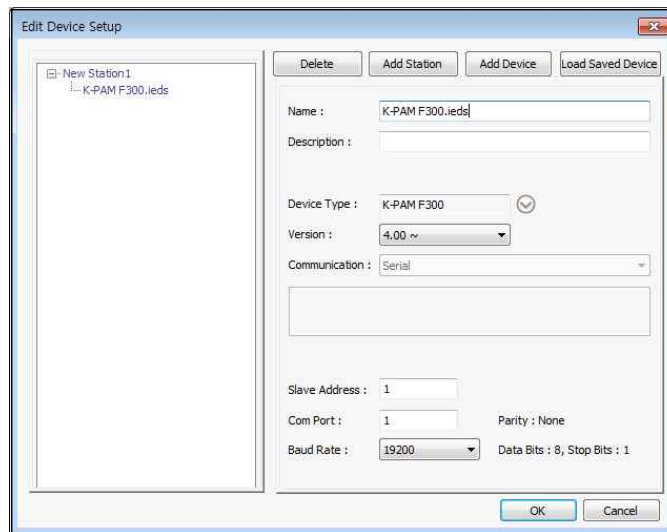 Edit Device Setup
New Station1
K-PAM F300.ieds
Delete
Add Station
Add Device
Load Saved Device
Name : K-PAM F300.ieds
Description :
Device Type : K-PAM F300
Version : 4.00 ~
Communication : Serial
Slave Address : 1
Com Port : 1 Parity : None
Baud Rate : 19200 Data Bits : 8, Stop Bits : 1
OK
Cancel